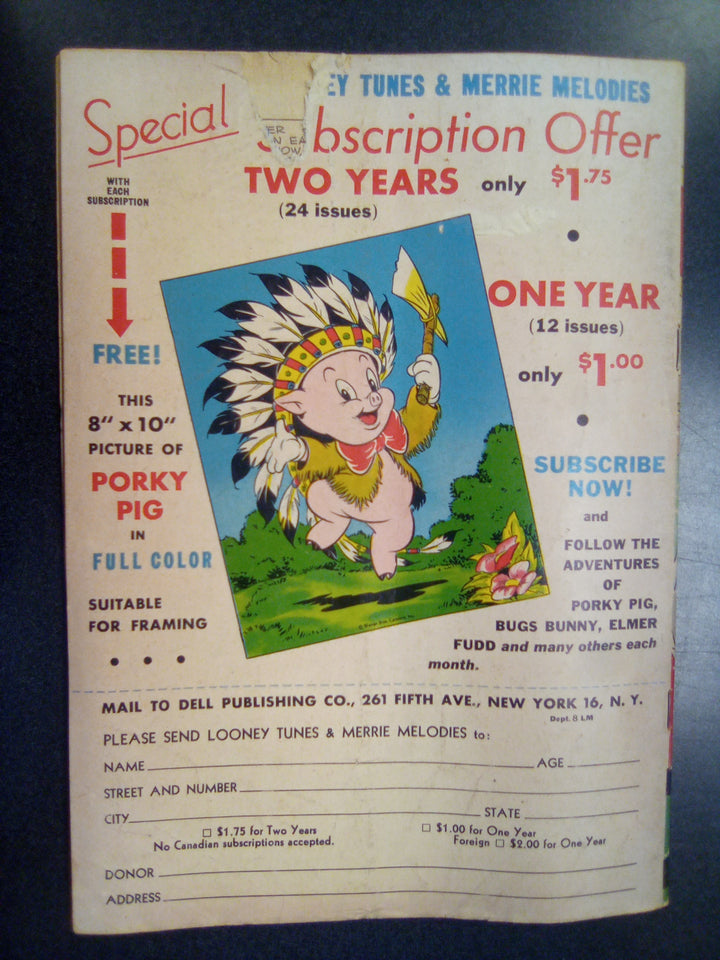 EY TUNES & MERRIE MELODIES
Special bscription Offer
ER
N EA
OW
TWO YEARS only $1.75
(24 issues)
WITH
EACH
SUBSCRIPTION
FREE!
THIS
8" x 10"
PICTURE OF
PORKY
PIG
IN
FULL COLOR
SUITABLE
FOR FRAMING
ONE YEAR
(12 issues)
only $1.00
SUBSCRIBE
NOW!
and
FOLLOW THE
ADVENTURES
OF
PORKY PIG,
BUGS BUNNY, ELMER
FUDD and many others each
month.
MAIL TO DELL PUBLISHING CO., 261 FIFTH AVE., NEW YORK 16, N. Y.
Dept. 8 LM
PLEASE SEND LOONEY TUNES & MERRIE MELODIES to:
NAME AGE
STREET AND NUMBER
CITY STATE
$1.75 for Two Years $1.00 for One Year
No Canadian subscriptions accepted. Foreign $2.00 for One Year
DONOR
ADDRESS